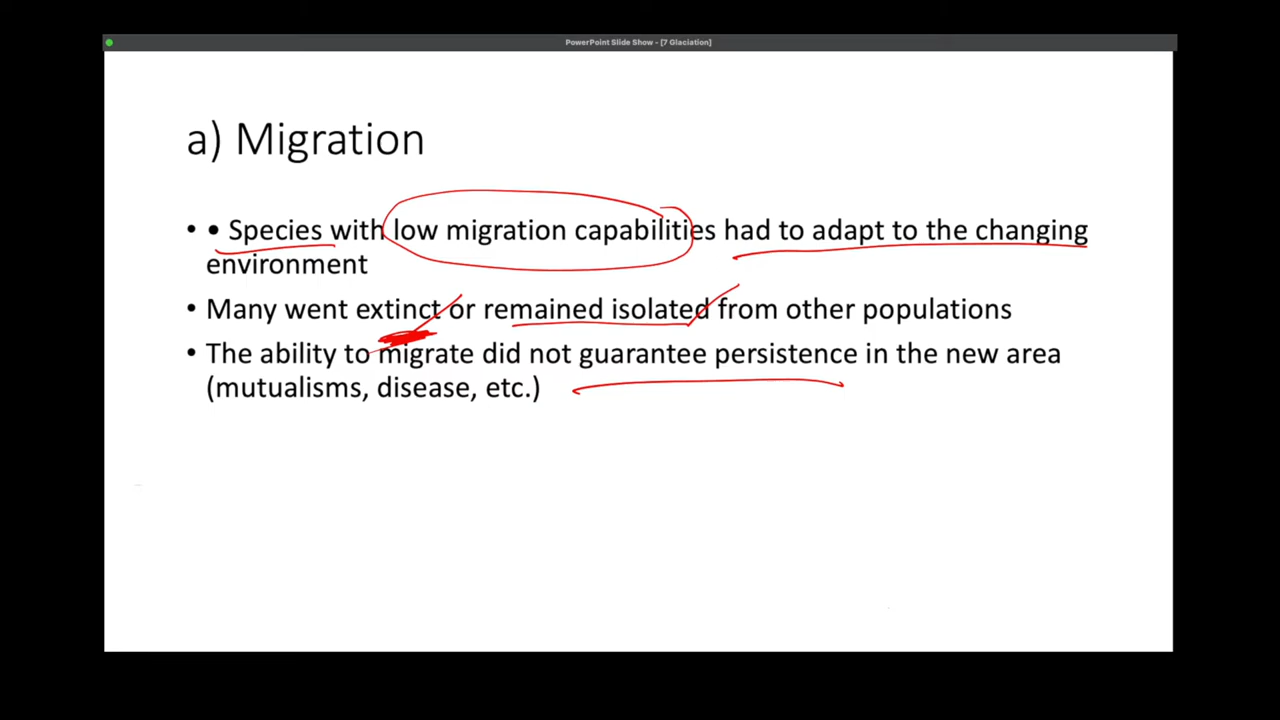 PowerPoint Slide Show - [7 Glaciation]
a) Migration
• • Species with low migration capabilities had to adapt to the changing
environment
• Many went extinct or remained isolated from other populations
• The ability to migrate did not guarantee persistence in the new area
(mutualisms, disease, etc.)